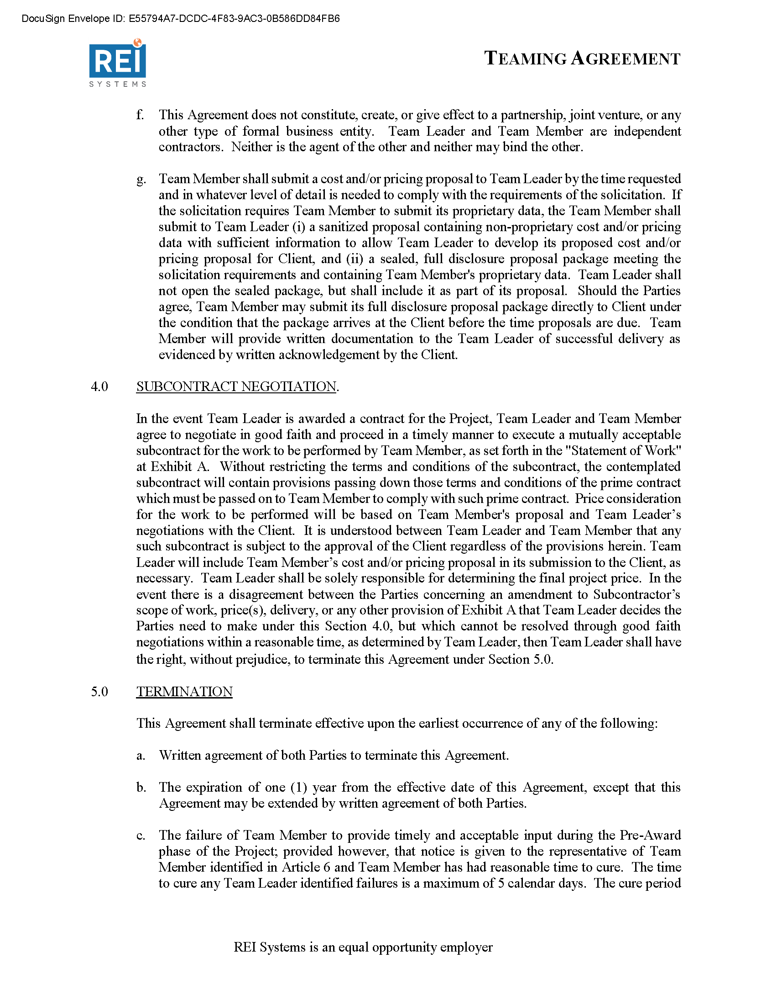 DocuSign Envelope ID: E55794A7-DCDC-4F83-9AC3-0B586DD84FB6
REI
SYSTEMS
TEAMING AGREEMENT
f. This Agreement does not constitute, create, or give effect to a partnership, joint venture, or any
other type of formal business entity. Team Leader and Team Member are independent
contractors. Neither is the agent of the other and neither may bind the other.
g. Team Member shall submit a cost and/or pricing proposal to Team Leader by the time requested
and in whatever level of detail is needed to comply with the requirements of the solicitation. If
the solicitation requires Team Member to submit its proprietary data, the Team Member shall
submit to Team Leader (i) a sanitized proposal containing non-proprietary cost and/or pricing
data with sufficient information to allow Team Leader to develop its proposed cost and/or
pricing proposal for Client, and (ii) a sealed, full disclosure proposal package meeting the
solicitation requirements and containing Team Member's proprietary data. Team Leader shall
not open the sealed package, but shall include it as part of its proposal. Should the Parties
agree, Team Member may submit its full disclosure proposal package directly to Client under
the condition that the package arrives at the Client before the time proposals are due. Team
Member will provide written documentation to the Team Leader of successful delivery as
evidenced by written acknowledgement by the Client.
4.0 SUBCONTRACT NEGOTIATION.
In the event Team Leader is awarded a contract for the Project, Team Leader and Team Member
agree to negotiate in good faith and proceed in a timely manner to execute a mutually acceptable
subcontract for the work to be performed by Team Member, as set forth in the "Statement of Work"
at Exhibit A. Without restricting the terms and conditions of the subcontract, the contemplated
subcontract will contain provisions passing down those terms and conditions of the prime contract
which must be passed on to Team Member to comply with such prime contract. Price consideration
for the work to be performed will be based on Team Member's proposal and Team Leader’s
negotiations with the Client. It is understood between Team Leader and Team Member that any
such subcontract is subject to the approval of the Client regardless of the provisions herein. Team
Leader will include Team Member’s cost and/or pricing proposal in its submission to the Client, as
necessary. Team Leader shall be solely responsible for determining the final project price. In the
event there is a disagreement between the Parties concerning an amendment to Subcontractor’s
scope of work, price(s), delivery, or any other provision of Exhibit A that Team Leader decides the
Parties need to make under this Section 4.0, but which cannot be resolved through good faith
negotiations within a reasonable time, as determined by Team Leader, then Team Leader shall have
the right, without prejudice, to terminate this Agreement under Section 5.0.
5.0 TERMINATION
This Agreement shall terminate effective upon the earliest occurrence of any of the following:
a. Written agreement of both Parties to terminate this Agreement.
b. The expiration of one (1) year from the effective date of this Agreement, except that this
Agreement may be extended by written agreement of both Parties.
c. The failure of Team Member to provide timely and acceptable input during the Pre-Award
phase of the Project; provided however, that notice is given to the representative of Team
Member identified in Article 6 and Team Member has had reasonable time to cure. The time
to cure any Team Leader identified failures is a maximum of 5 calendar days. The cure period
REI Systems is an equal opportunity employer